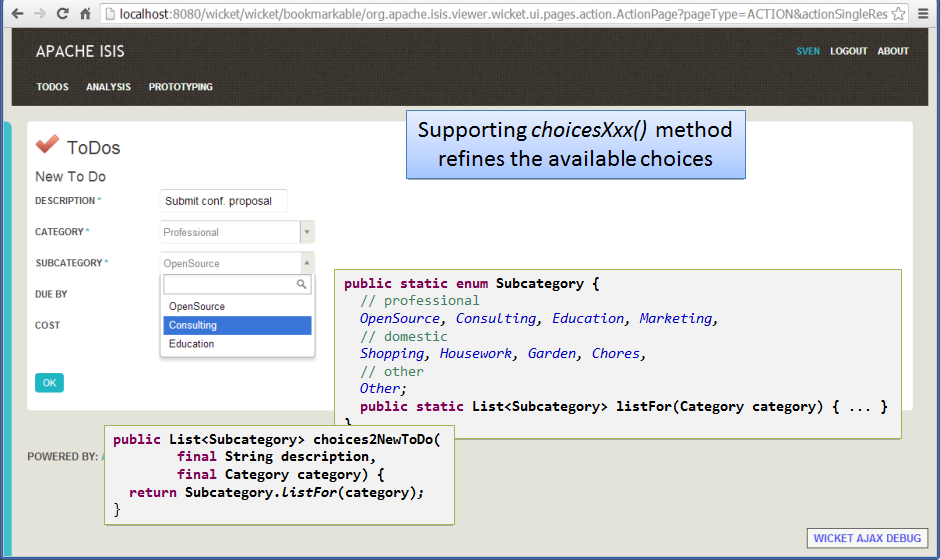 localhost:8080/wicket/wicket/bookmarkable/org.apache.isis.viewer.wicket.ui.pages.action.ActionPage?pageType=ACTION&actionSingleRes
APACHE ISIS
SVEN LOGOUT ABOUT
TODOS ANALYSIS PROTOTYPING
Supporting choicesXxx() method
refines the available choices
ToDos
New To Do
DESCRIPTION * Submit conf. proposal
CATEGORY * Professional
SUBCATEGORY * OpenSource
DUE BY
COST
OpenSource
Consulting
Education
OK
public static enum Subcategory {
// professional
OpenSource, Consulting, Education, Marketing,
// domestic
Shopping, Housework, Garden, Chores,
// other
Other;
public static List<Subcategory> listFor(Category category) { ... }
}
POWERED BY:
public List<Subcategory> choices2NewToDo(
final String description,
final Category category) {
return Subcategory.listFor(category);
}
WICKET AJAX DEBUG